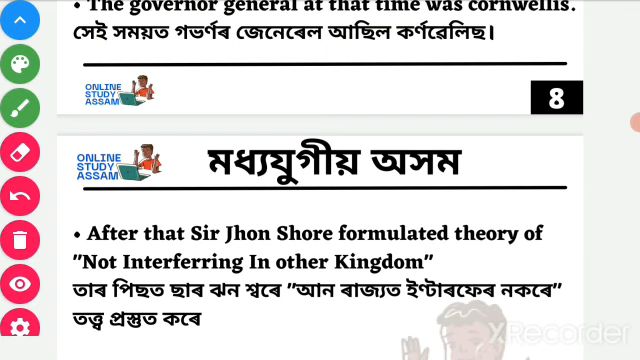 • The governor general at that time was cornwellis.
সেই সময়ত গভৰ্ণৰ জেনেৰেল আছিল কৰ্ণৱেলিছ।
ONLINE
STUDY
ASSAM
8
ONLINE
STUDY
ASSAM
মধ্যযুগীয় অসম
• After that Sir Jhon Shore formulated theory of
"Not Interferring In other Kingdom"
তাৰ পিছত ছাৰ ঝন শ্বৰে "আন ৰাজ্যত ইণ্টাৰফেৰ নকৰে"
তত্ত্ব প্ৰস্তুত কৰে
XRecorder